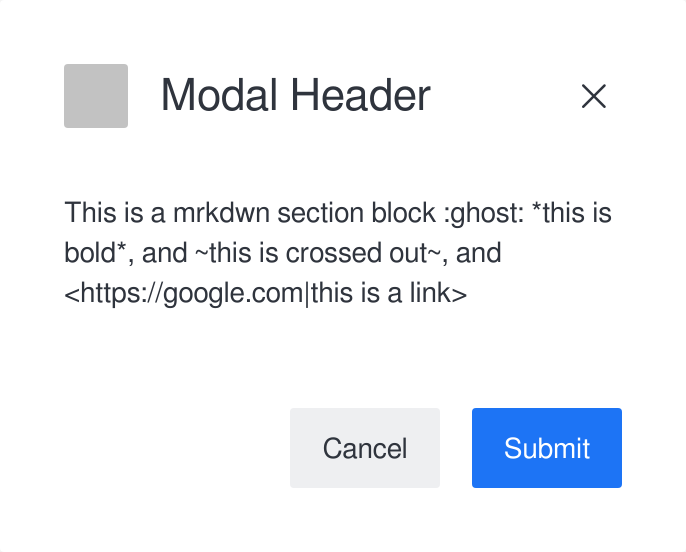 Modal Header
This is a mrkdwn section block :ghost: *this is
bold*, and ~this is crossed out~, and
<https://google.com|this is a link>
Cancel
Submit